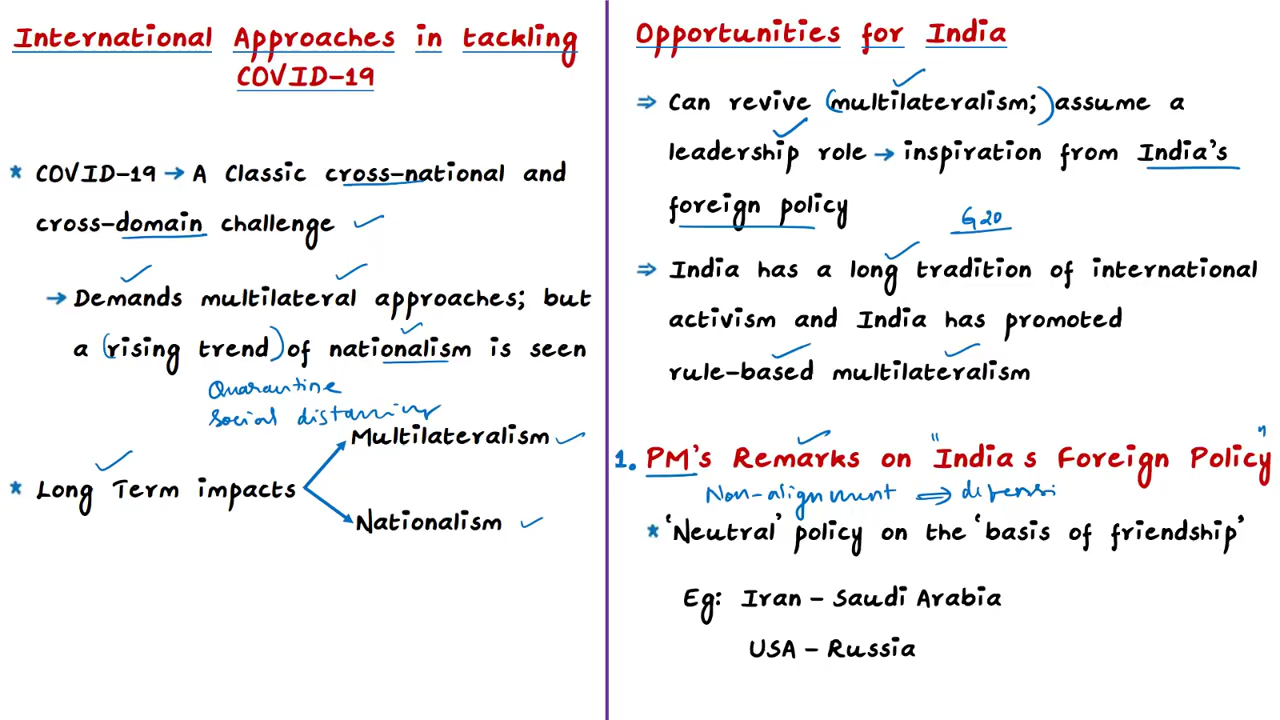 International Approaches in tackling
COVID-19
* COVID-19 → A Classic cross-national and
cross-domain challenge
→ Demands multilateral approaches; but
a (rising trend) of nationalism is seen
Quarantine
social distancing
* Long Term impacts
Multilateralism
Nationalism
Opportunities for India
⇒ Can revive (multilateralism;) assume a
leadership role → inspiration from India's
foreign policy
G20
⇒ India has a long tradition of international
activism and India has promoted
rule-based multilateralism
1. PM's Remarks on "India s Foreign Policy"
Non-alignment ⇒
* 'Neutral' policy on the 'basis of friendship'
Eg: Iran - Saudi Arabia
USA - Russia